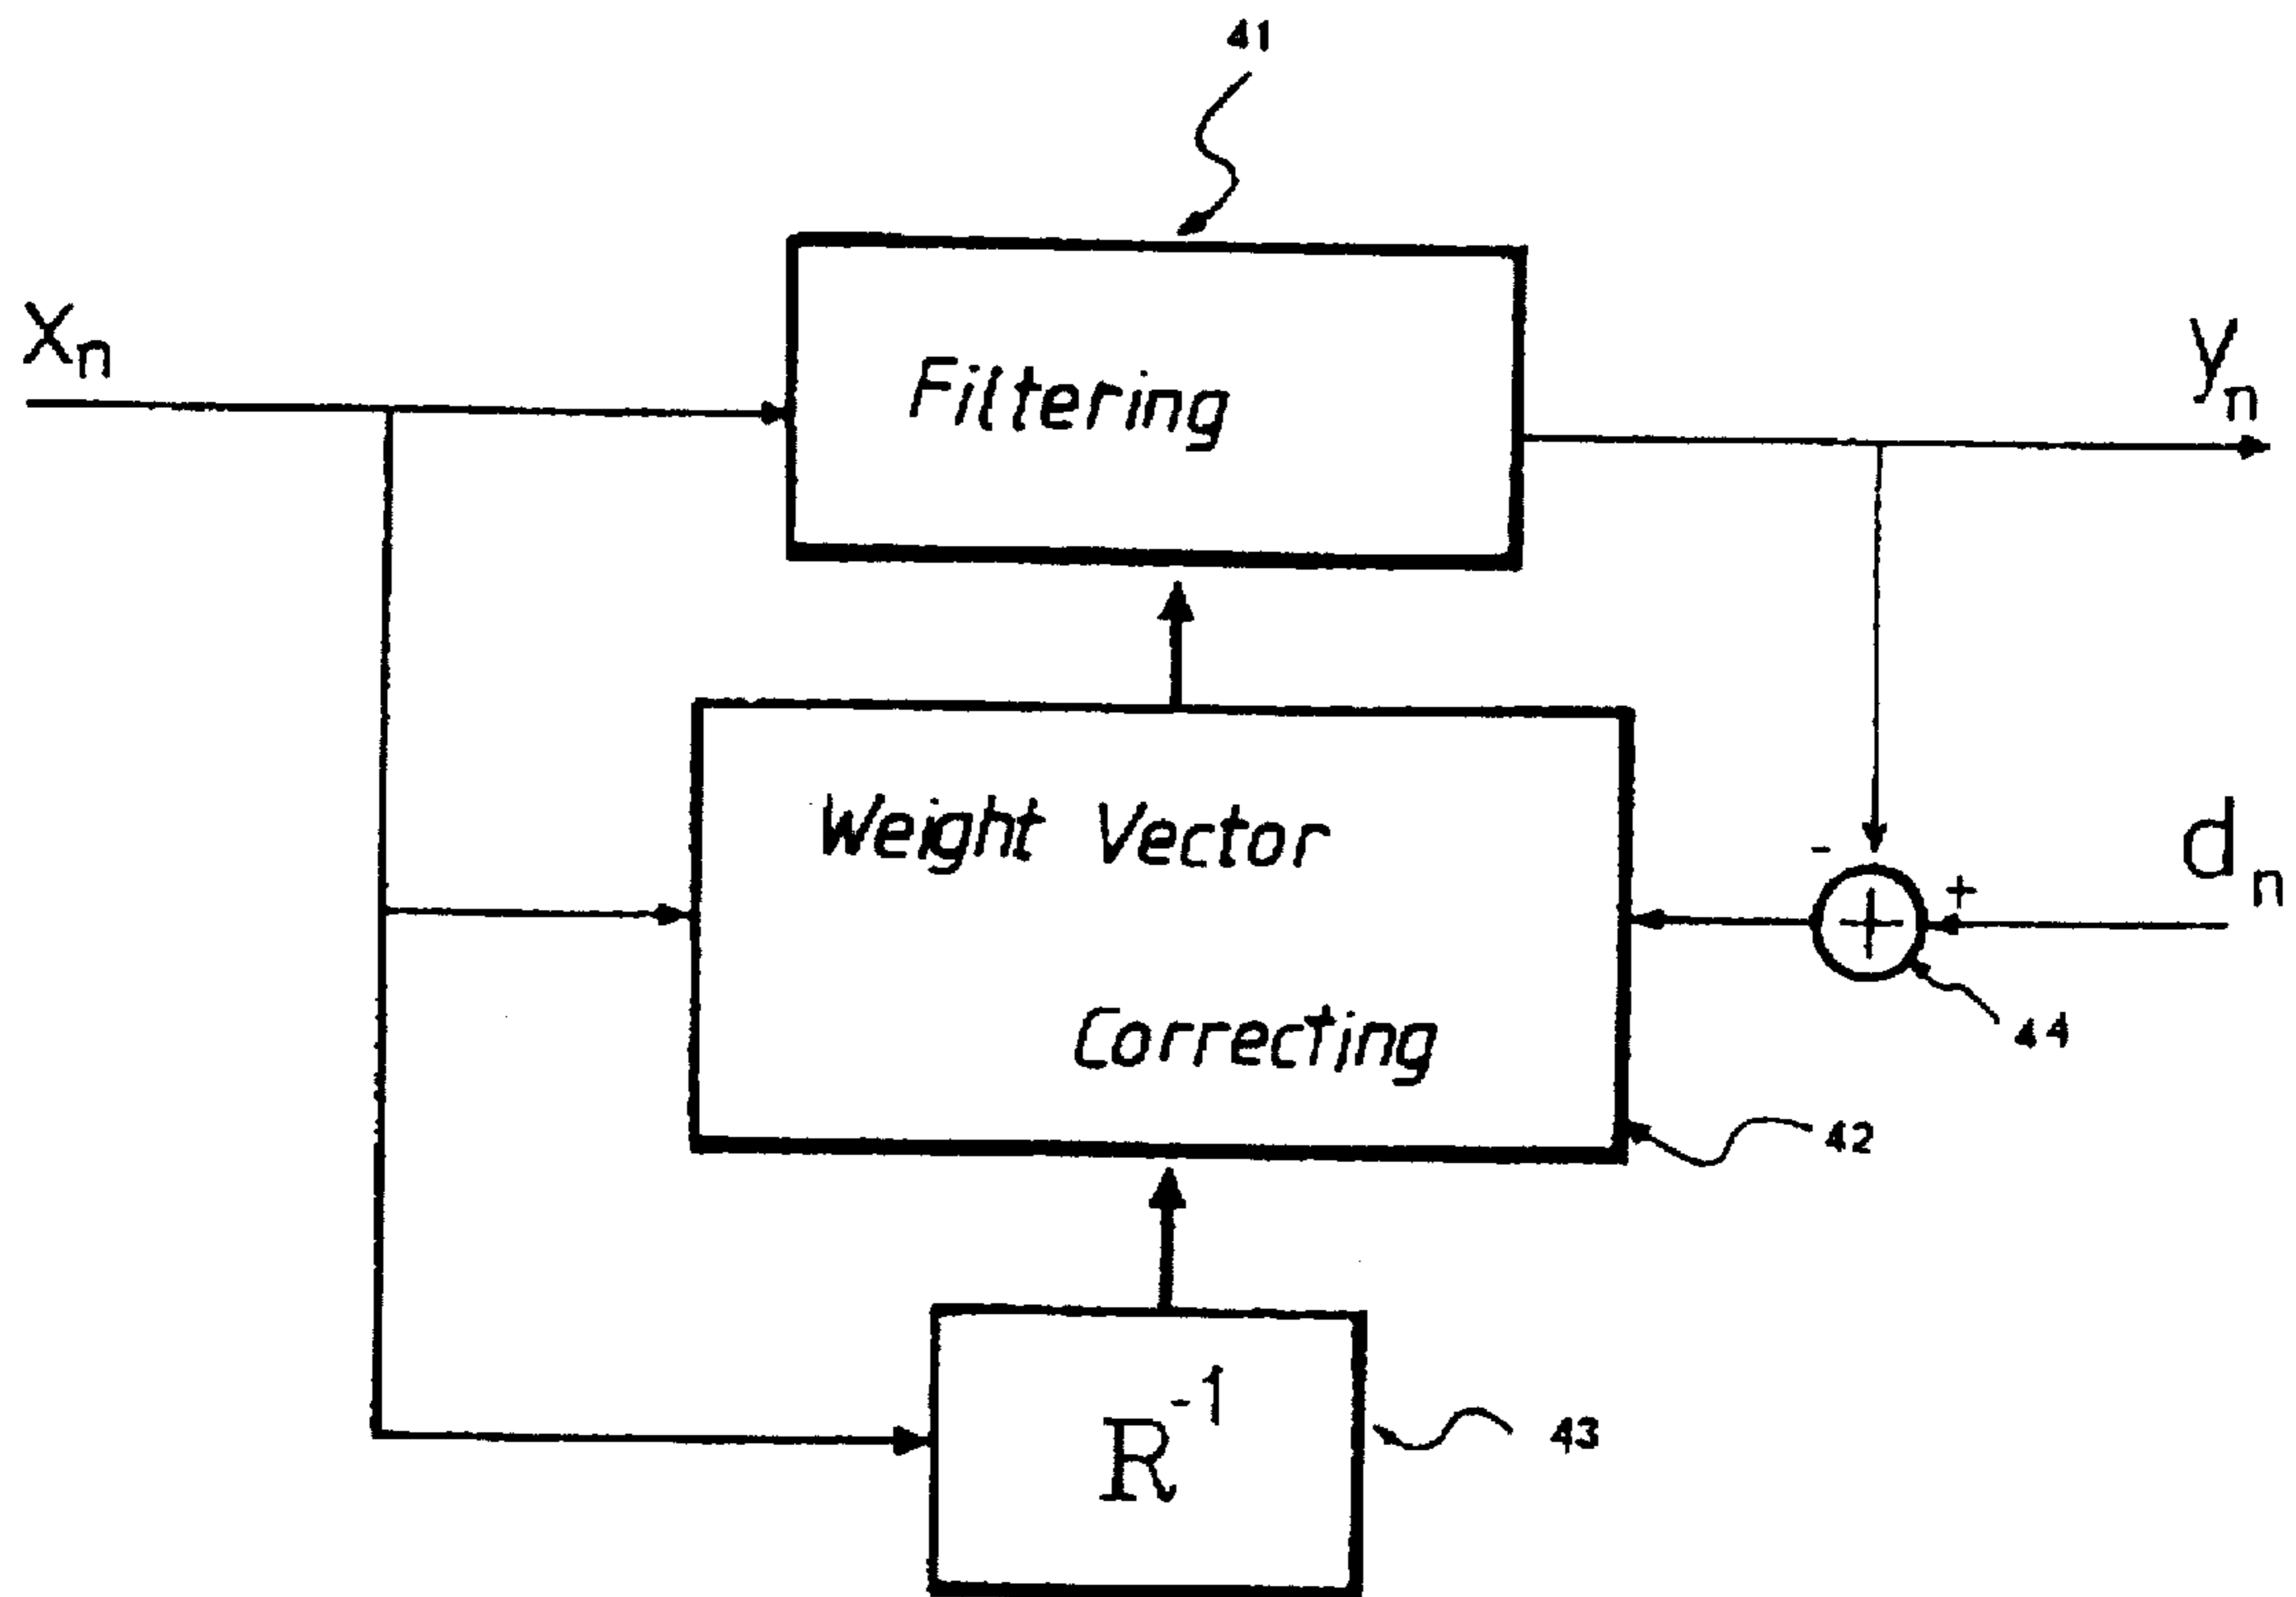 41
Xn
Filtering
yn
Weight Vector
Correcting
-
+
dn
+
44
42
R-1
43